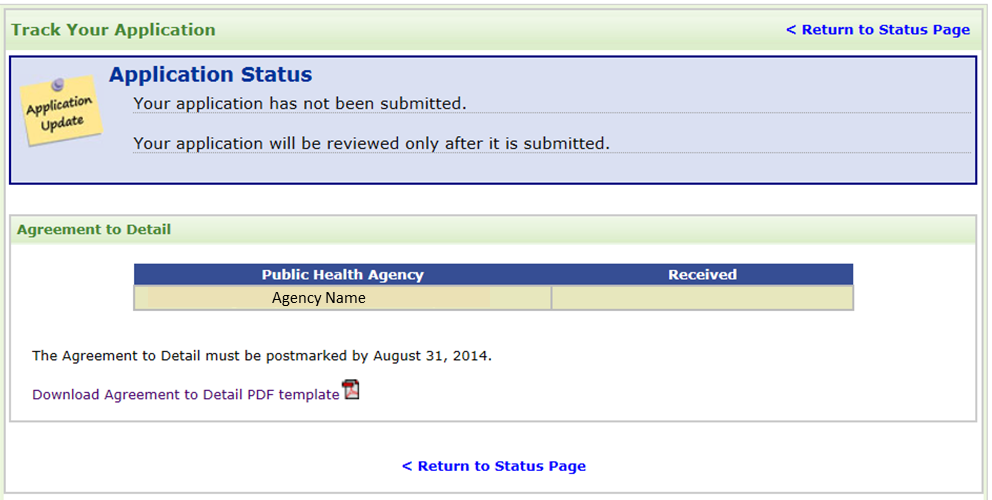 Track Your Application
< Return to Status Page
Application Status
Application
Update
Your application has not been submitted.
Your application will be reviewed only after it is submitted.
Agreement to Detail
Public Health Agency
Received
Agency Name
The Agreement to Detail must be postmarked by August 31, 2014.
Download Agreement to Detail PDF template
< Return to Status Page